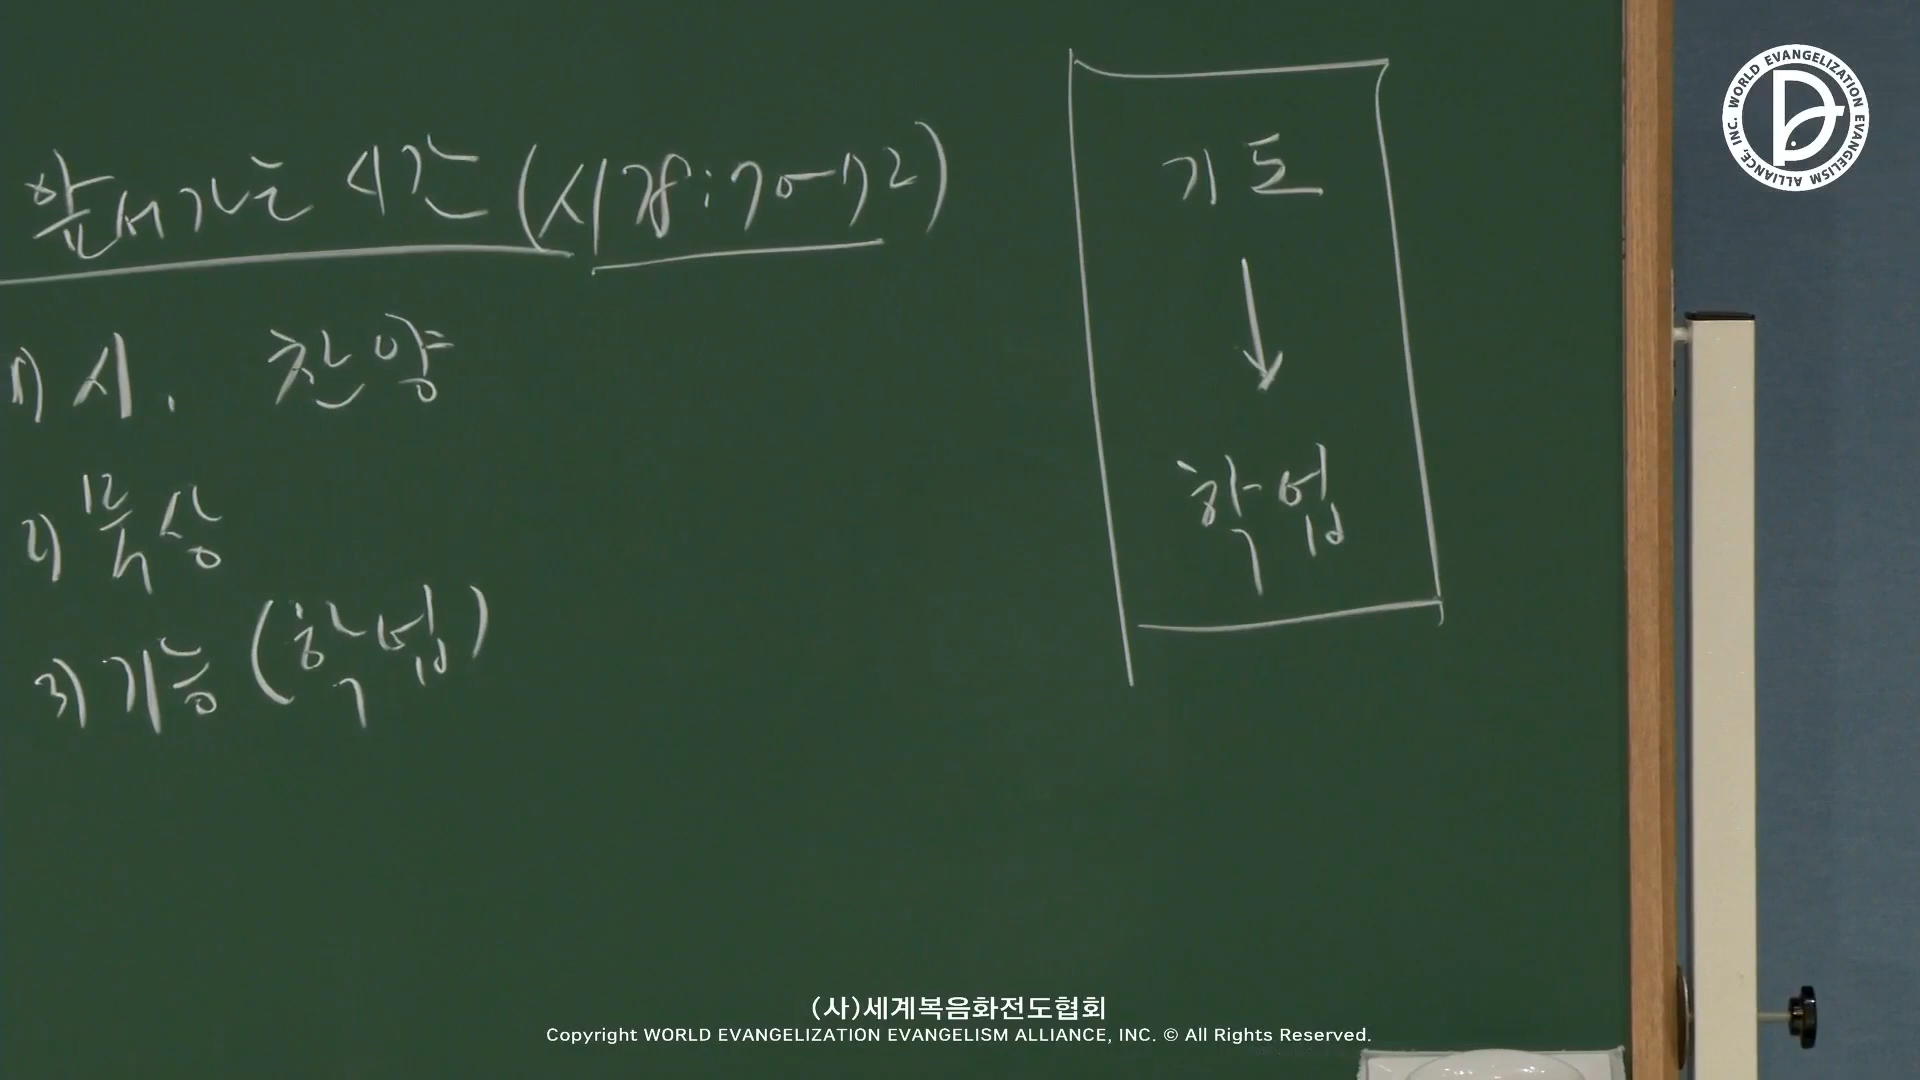 앞서가는 시간 (시78:70-72)
1) 시. 찬양
2) 묵상
3) 기능 (학업)
기도
↓
학업
WORLD EVANGELIZATION EVANGELISM ALLIANCE, INC.
(사)세계복음화전도협회
Copyright WORLD EVANGELIZATION EVANGELISM ALLIANCE, INC. © All Rights Reserved.